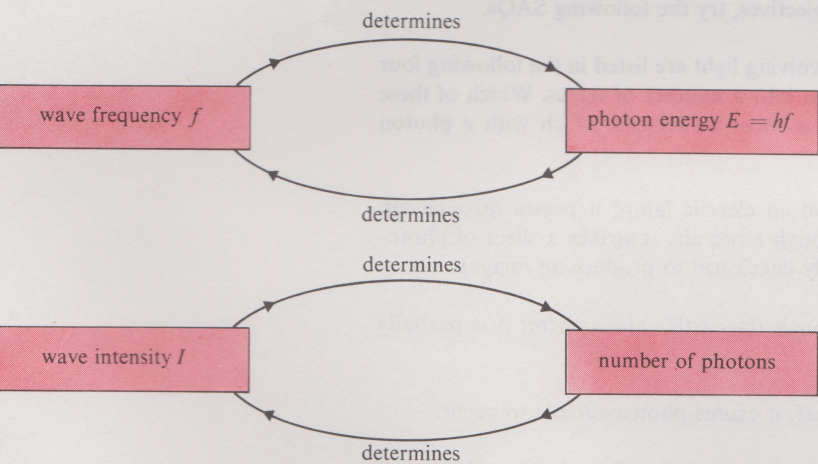 determines
wave frequency f
photon energy E = hf
determines
determines
wave intensity I
number of photons
determines